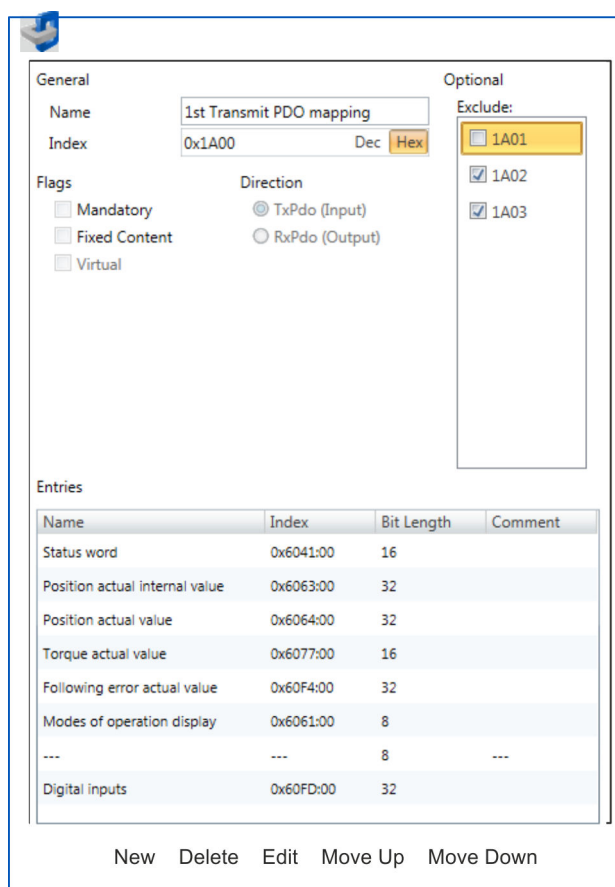 General
Optional
Name 1st Transmit PDO mapping
Exclude:
Index 0x1A00 Dec Hex
1A01
Flags Direction
1A02
Mandatory TxPdo (Input)
1A03
Fixed Content RxPdo (Output)
Virtual
Entries
Name Index Bit Length Comment
Status word 0x6041:00 16
Position actual internal value 0x6063:00 32
Position actual value 0x6064:00 32
Torque actual value 0x6077:00 16
Following error actual value 0x60F4:00 32
Modes of operation display 0x6061:00 8
--- --- 8 ---
Digital inputs 0x60FD:00 32
New Delete Edit Move Up Move Down